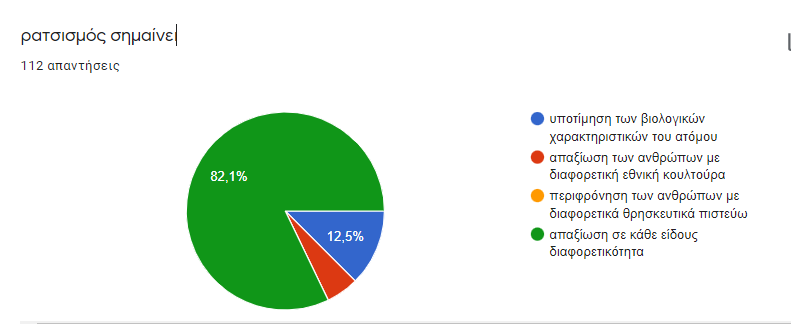 ρατσισμός σημαίνει
112 απαντήσεις
82,1%
12,5%
υποτίμηση των βιολογικών
χαρακτηριστικών του ατόμου
απαξίωση των ανθρώπων με
διαφορετική εθνική κουλτούρα
περιφρόνηση των ανθρώπων με
διαφορετικά θρησκευτικά πιστεύω
απαξίωση σε κάθε είδους
διαφορετικότητα